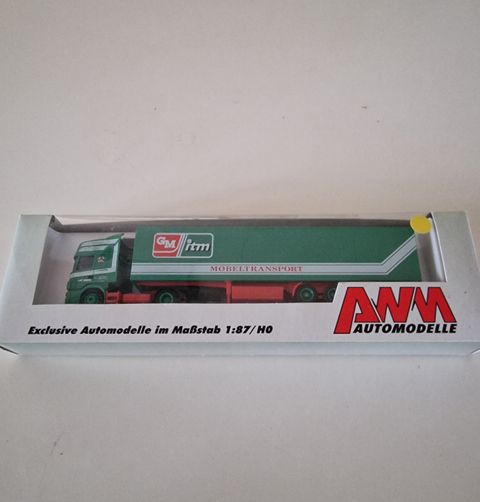 GM itm
MÖBELTRANSPORT
Exclusive Automodelle im Maßstab 1:87/H0
AWM
AUTOMODELLE